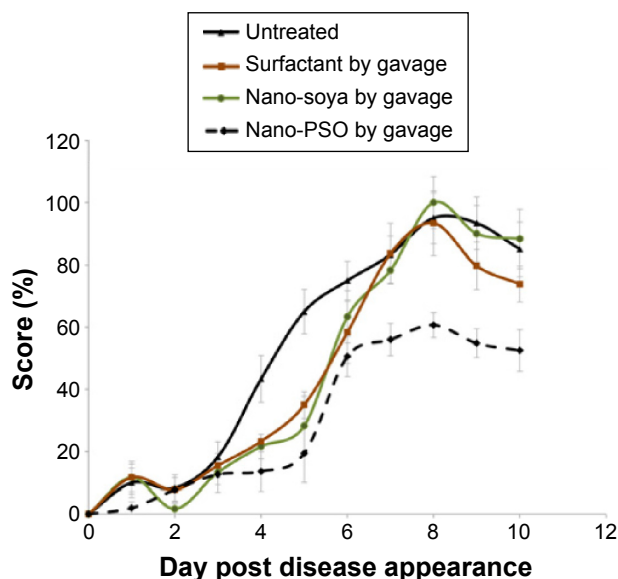 Untreated
Surfactant by gavage
Nano-soya by gavage
Nano-PSO by gavage
120
100
80
60
40
20
0
Score (%)
0 2 4 6 8 10 12
Day post disease appearance